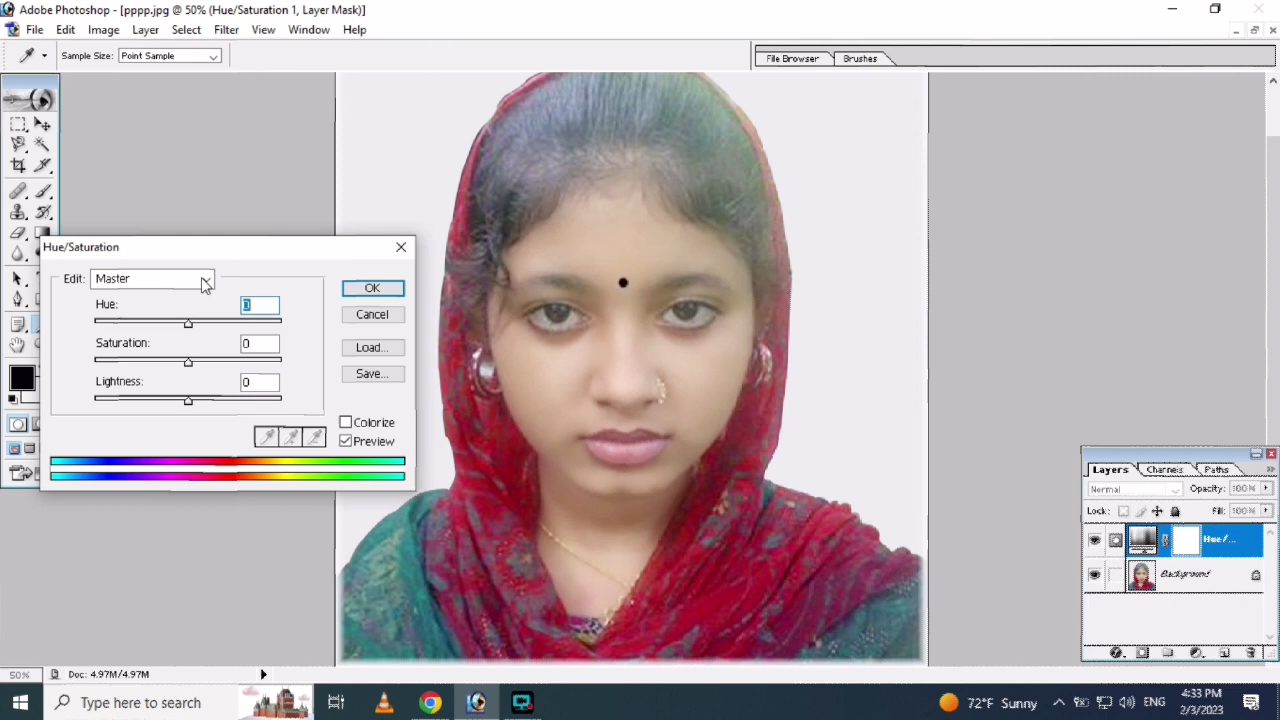 Adobe Photoshop - [pppp.jpg @ 50% (Hue/Saturation 1, Layer Mask)]
File Edit Image Layer Select Filter View Window Help
Sample Size: Point Sample
File Browser Brushes
Hue/Saturation
Edit: Master
OK
Hue: 0
Cancel
Saturation: 0
Load...
Lightness: 0
Save...
Colorize
Preview
Layers Channels Paths
Normal Opacity: 100%
Lock: Fill: 100%
Hue/...
Background
50% Doc: 4.97M/4.97M
Type here to search
72°F Sunny
ENG
4:33 PM
2/3/2023